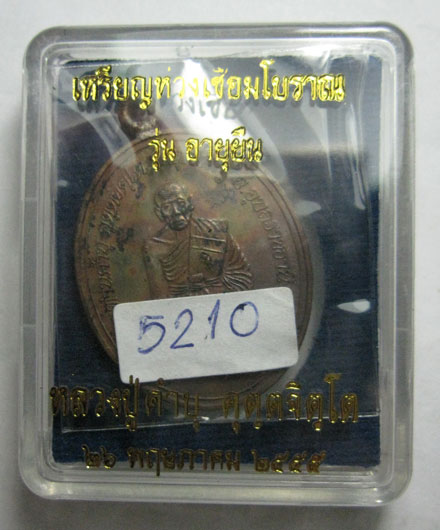 เหรียญห่วงเชื่อมโบราณ
รุ่น อายุยืน
5210
หลวงปู่คำบุ คุตฺตจิตฺโต
๒๖ พฤษภาคม ๒๕๕๕